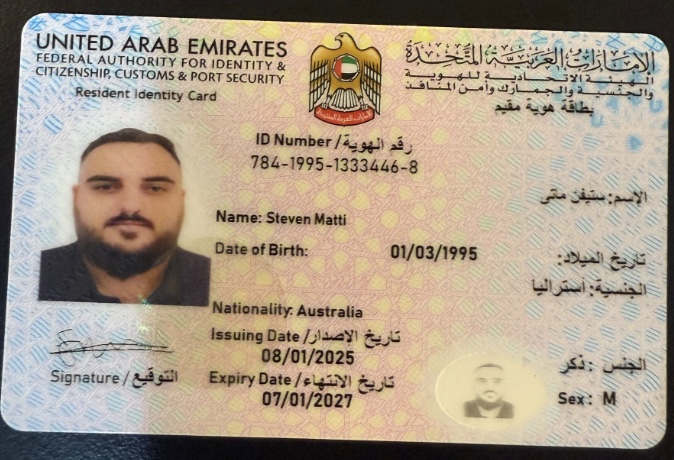 UNITED ARAB EMIRATES
FEDERAL AUTHORITY FOR IDENTITY &
CITIZENSHIP, CUSTOMS & PORT SECURITY
Resident Identity Card
الإمارات العربية المتحدة
الهيئة الاتحادية للهوية
والجنسية والجمارك وأمن المنافذ
بطاقة هوية مقيم
ID Number / رقم الهوية
784-1995-1333446-8
الاسم: ستيفن ماتى
Name: Steven Matti
Date of Birth: 01/03/1995 تاريخ الميلاد:
الجنسية: أستراليا
Nationality: Australia
Issuing Date / تاريخ الاصدار
08/01/2025
Expiry Date / تاريخ الانتهاء
07/01/2027
Signature / التوقيع
الجنس: ذكر
Sex: M